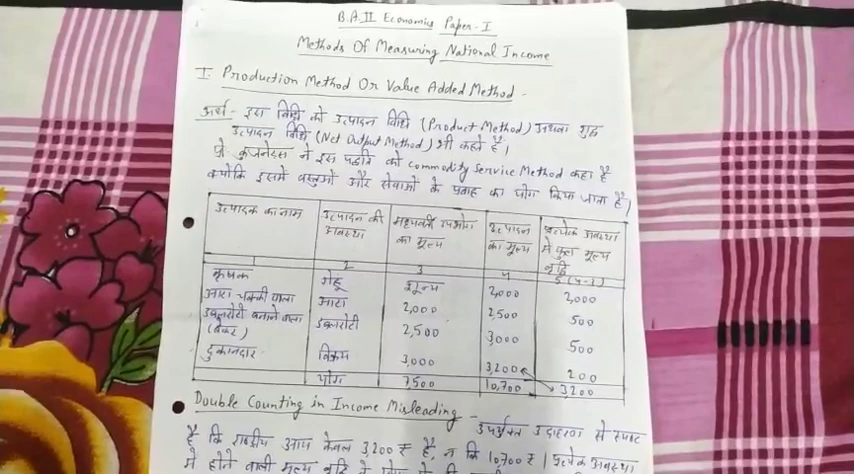 B.A.II Economics Paper-I
Methods Of Measuring National Income
I. Production Method Or Value Added Method -
अर्थ - इस विधि को उत्पादन विधि (Product Method) अथवा शुद्ध
उत्पादन विधि (Net Output Method) भी कहते हैं।
प्रो. कुजनेट्स ने इस पद्धति को Commodity Service Method कहा है
क्योंकि इसमें वस्तुओं और सेवाओं के प्रवाह का योग किया जाता है।
उत्पादक का नाम उत्पादन की अवस्था मध्यवर्ती उपभोग का मूल्य उत्पादन का मूल्य प्रत्येक अवस्था में कुल मूल्य वृद्धि
1 2 3 4 5 (4-3)
कृषक गेहूं शून्य 2,000 2,000
आटा चक्की वाला आटा 2,000 2500 500
डबलरोटी बनाने वाला (बेकर) डबलरोटी 2,500 3,000 500
दुकानदार विक्रय 3,000 3,200 200
योग 7,500 10,700 3200
Double Counting in Income Misleading - उपर्युक्त उदाहरण से स्पष्ट
है कि राष्ट्रीय आय केवल 3,200 ₹ है, न कि 10,700 ₹ । प्रत्येक अवस्था
में होने वाली मूल्य वृद्धि